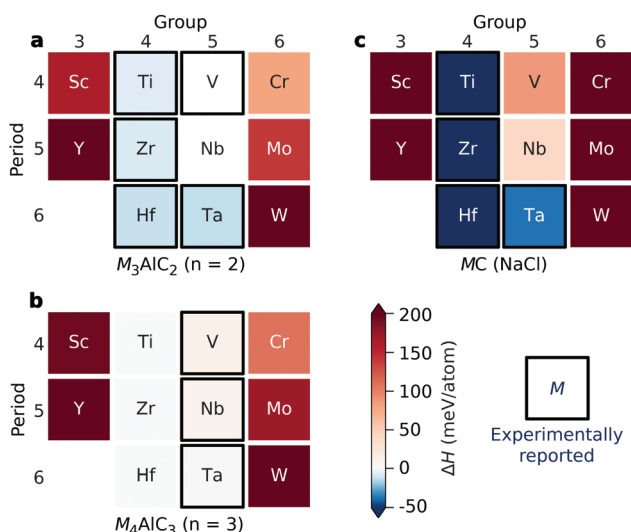 Group
a
3 4 5 6
Period
4
Sc Ti V Cr
5
Y Zr Nb Mo
6
Hf Ta W
M₃AlC₂ (n = 2)
Group
c
3 4 5 6
Sc Ti V Cr
Y Zr Nb Mo
Hf Ta W
MC (NaCl)
b
Period
4
Sc Ti V Cr
5
Y Zr Nb Mo
6
Hf Ta W
M₄AlC₃ (n = 3)
200
150
100
50
0
-50
ΔH (meV/atom)
M
Experimentally
reported